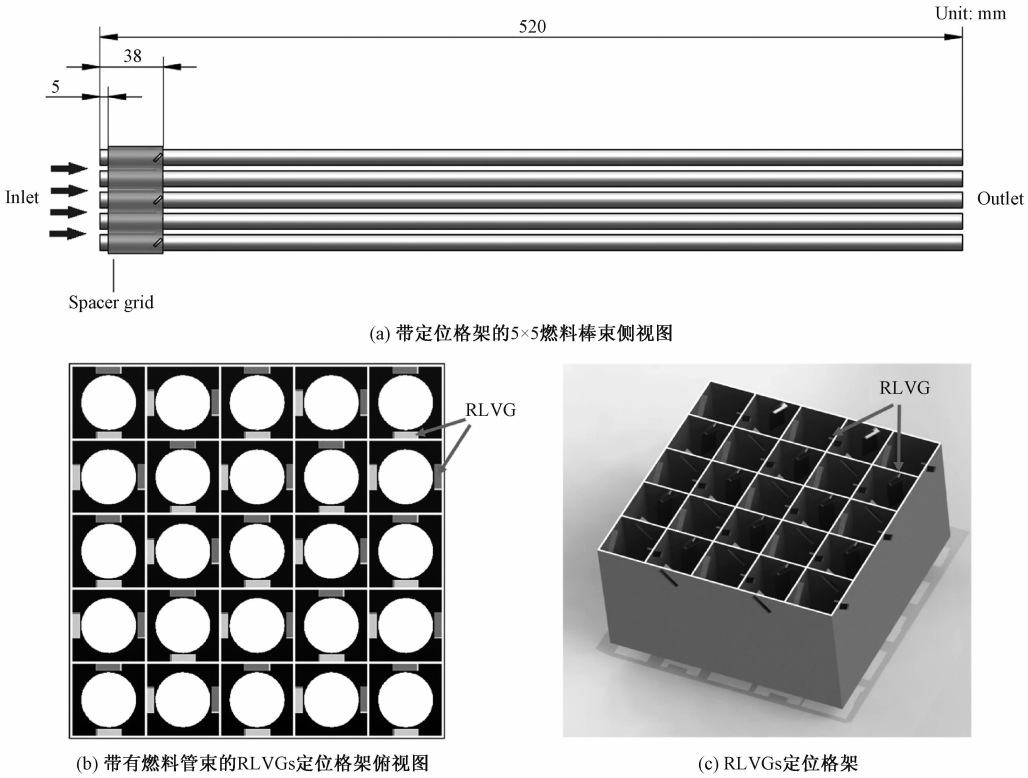 Unit: mm
520
38
5
Inlet
Outlet
Spacer grid
(a) 带定位格架的5×5燃料棒束侧视图
RLVG
RLVG
(b) 带有燃料管束的RLVGs定位格架俯视图
(c) RLVGs定位格架